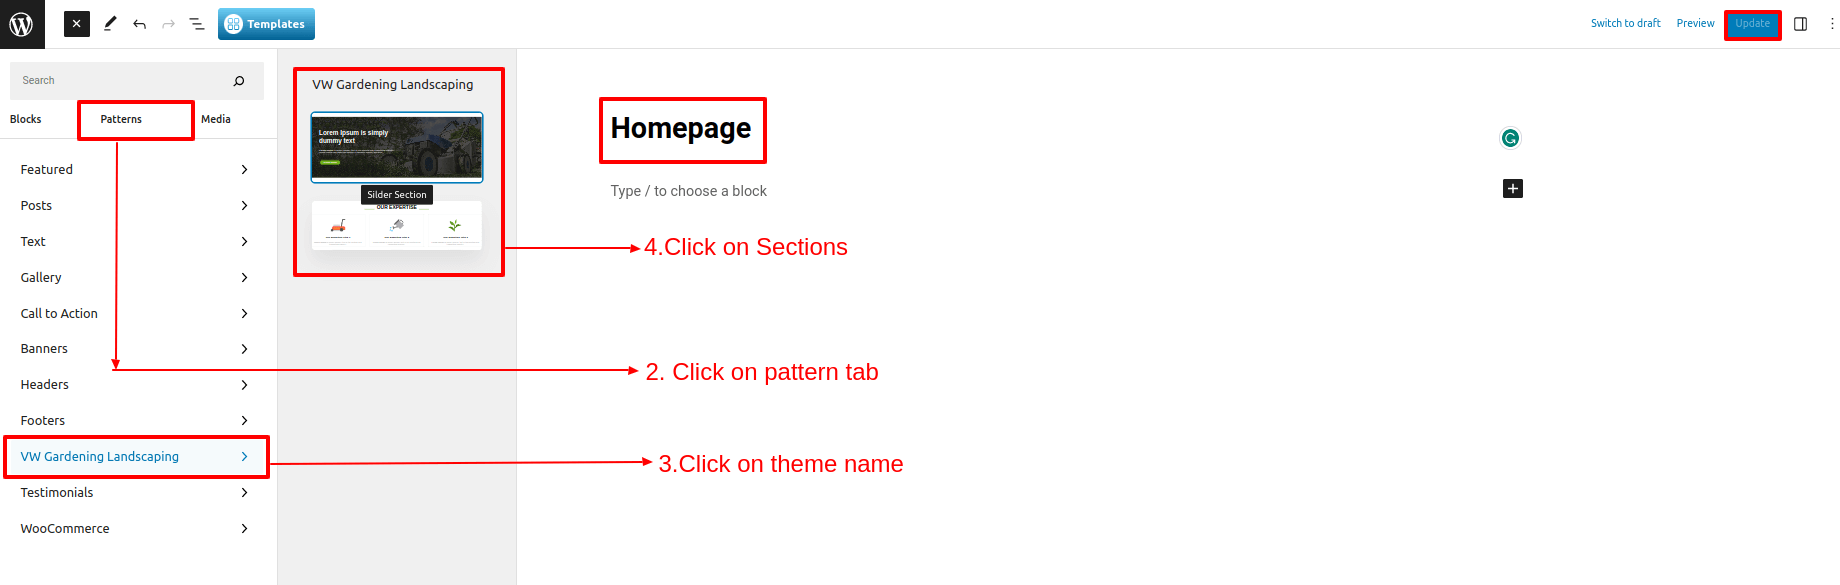 Templates
Switch to draft
Preview
Update
Search
Blocks
Patterns
Media
Featured
Posts
Text
Gallery
Call to Action
Banners
Headers
Footers
VW Gardening Landscaping
Testimonials
WooCommerce
VW Gardening Landscaping
Lorem Ipsum is simply
dummy text
Silder Section
OUR EXPERTISE
Homepage
Type / to choose a block
4.Click on Sections
2. Click on pattern tab
3.Click on theme name